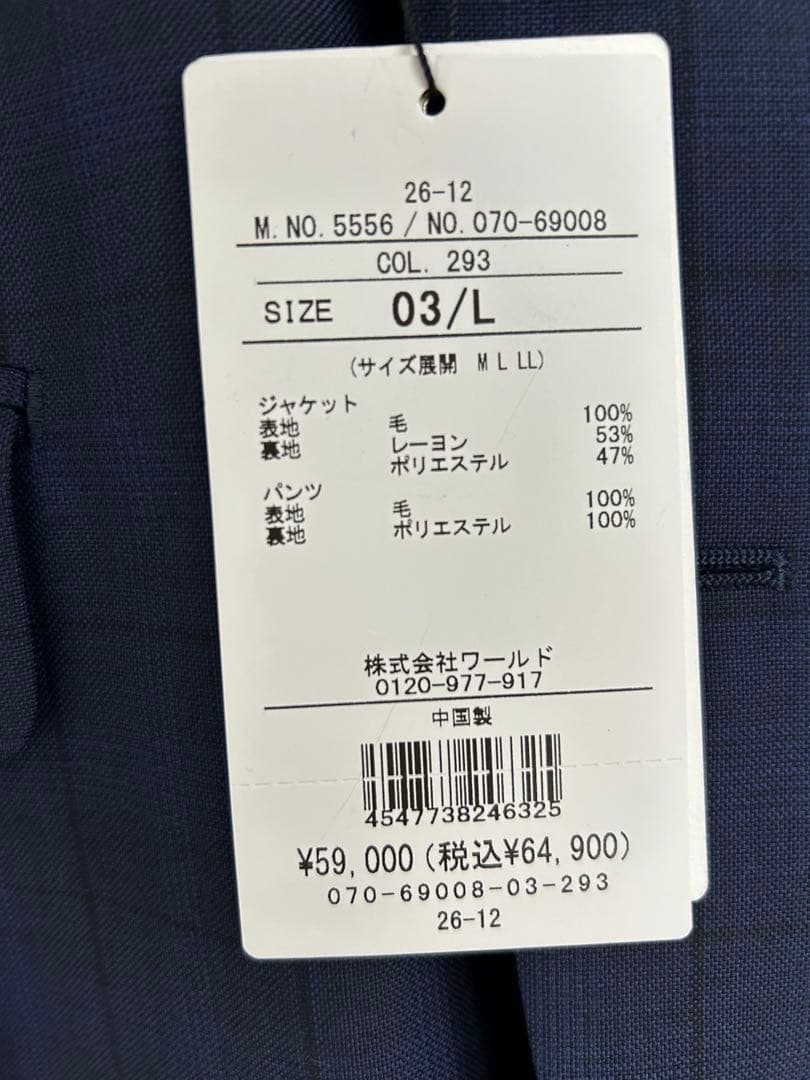 26-12
M.NO.5556 / NO.070-69008
COL. 293
SIZE 03/L
(サイズ展開 M L LL)
ジャケット
表地 毛 100%
裏地 レーヨン 53%
ポリエステル 47%
パンツ
表地 毛 100%
裏地 ポリエステル 100%
株式会社ワールド
0120-977-917
中国製
4547738246325
¥59,000(税込¥64,900)
070-69008-03-293
26-12